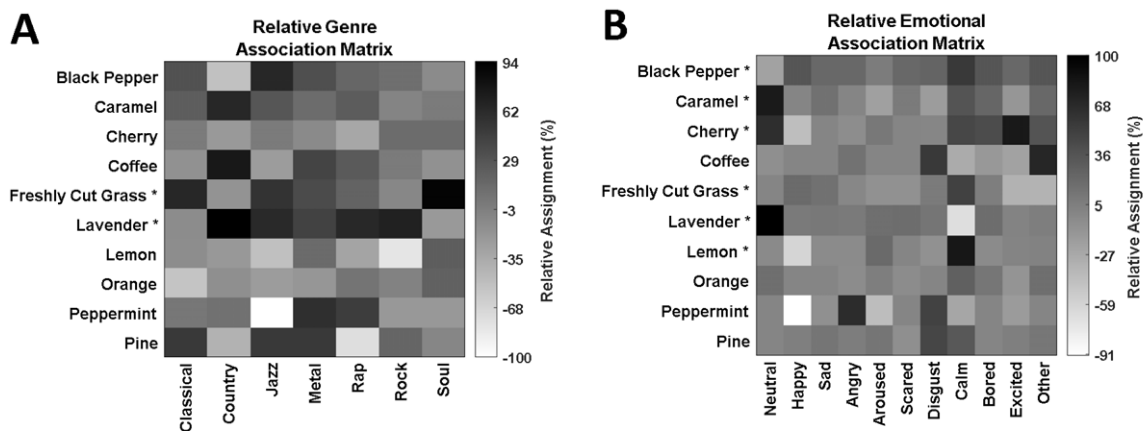 A
Relative Genre
Association Matrix
Black Pepper
Caramel
Cherry
Coffee
Freshly Cut Grass *
Lavender *
Lemon
Orange
Peppermint
Pine
Classical
Country
Jazz
Metal
Rap
Rock
Soul
94
62
29
-3
-35
-68
-100
Relative Assignment (%)
B
Relative Emotional
Association Matrix
Black Pepper *
Caramel *
Cherry *
Coffee
Freshly Cut Grass *
Lavender *
Lemon *
Orange
Peppermint
Pine
Neutral
Happy
Sad
Angry
Aroused
Scared
Disgust
Calm
Bored
Excited
Other
100
68
36
5
-27
-59
-91
Relative Assignment (%)